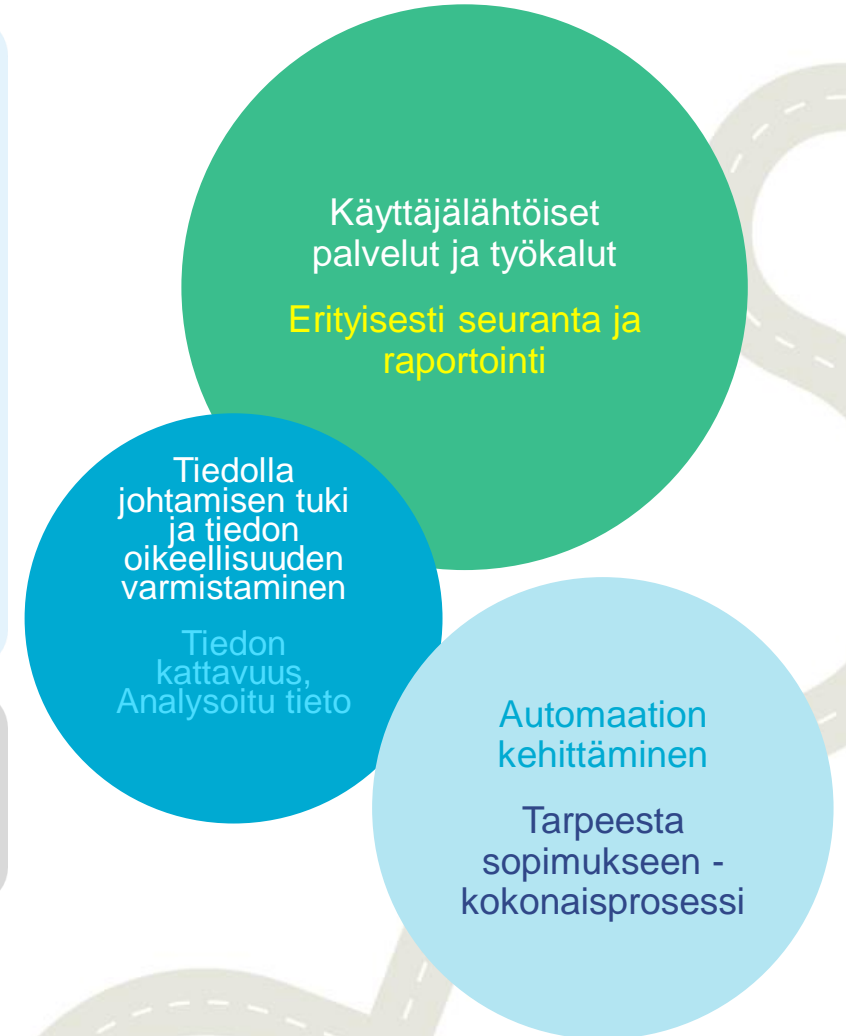 Käyttäjälähtöiset
palvelut ja työkalut
Erityisesti seuranta ja
raportointi
Tiedolla
johtamisen tuki
ja tiedon
oikeellisuuden
varmistaminen
Tiedon
kattavuus,
Analysoitu tieto
Automaation
kehittäminen
Tarpeesta
sopimukseen -
kokonaisprosessi